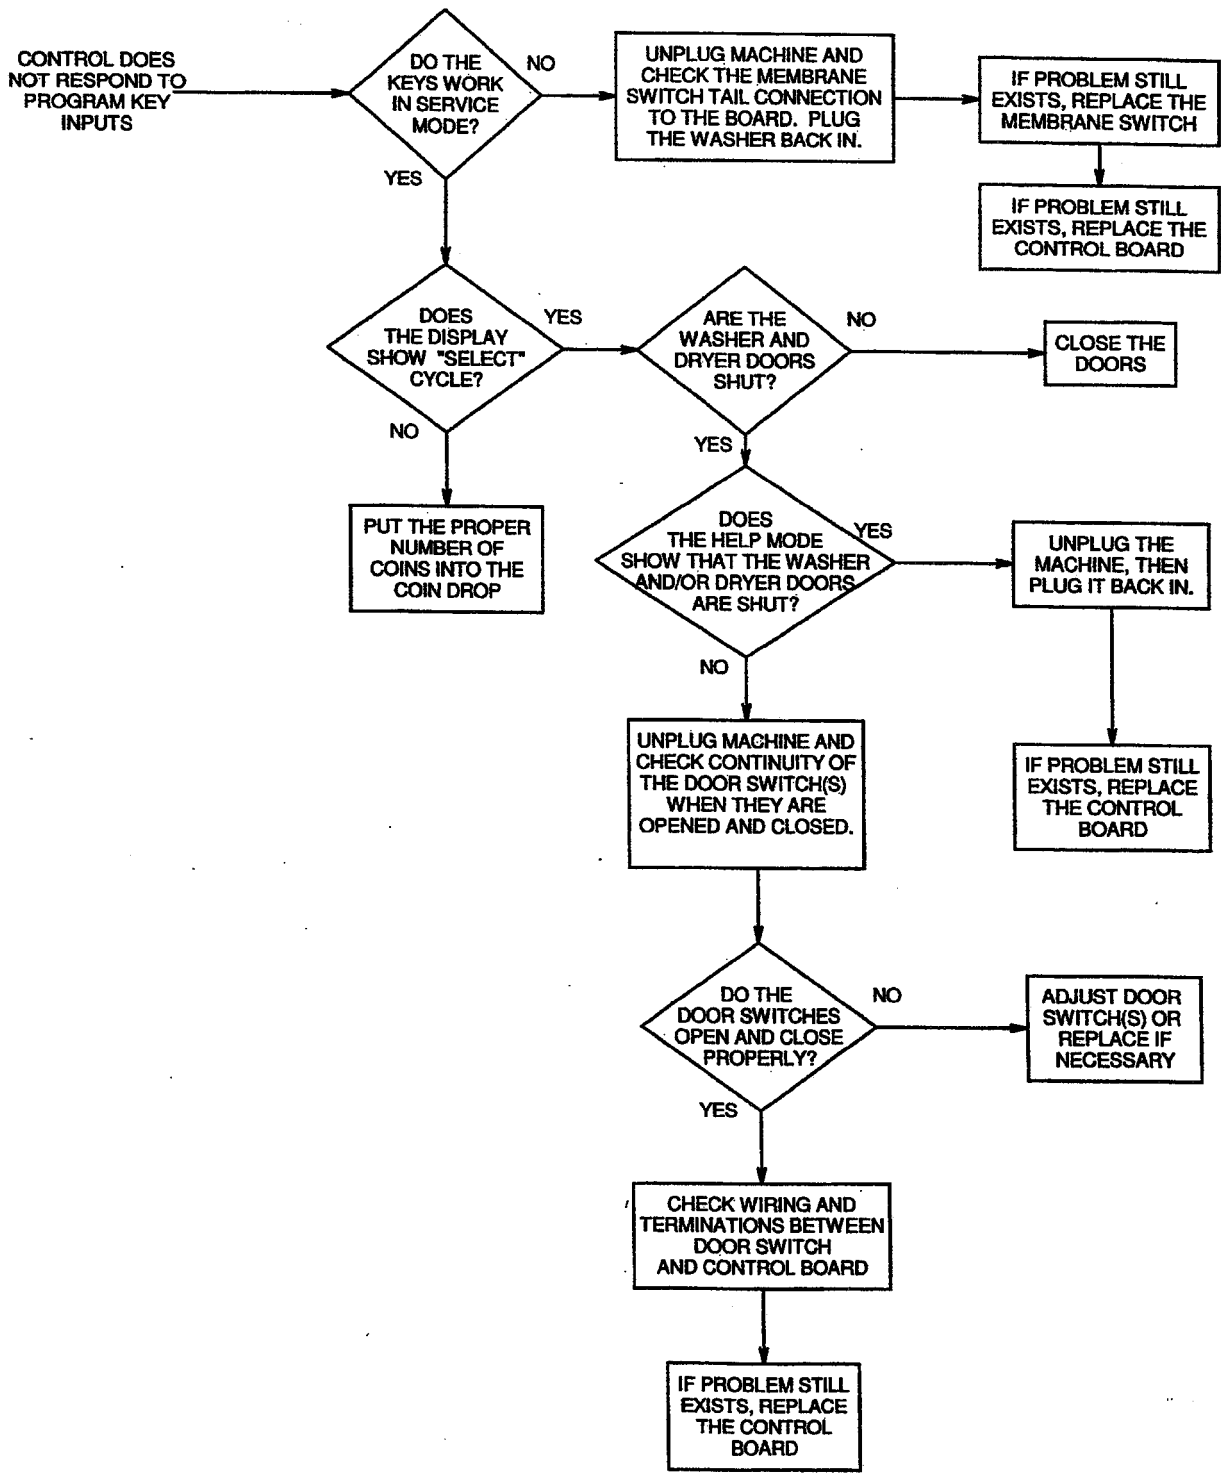 CONTROL DOES
NOT RESPOND TO
PROGRAM KEY
INPUTS
DO THE
KEYS WORK
IN SERVICE
MODE?
NO
UNPLUG MACHINE AND
CHECK THE MEMBRANE
SWITCH TAIL CONNECTION
TO THE BOARD. PLUG
THE WASHER BACK IN.
IF PROBLEM STILL
EXISTS, REPLACE THE
MEMBRANE SWITCH
IF PROBLEM STILL
EXISTS, REPLACE THE
CONTROL BOARD
YES
DOES
THE DISPLAY
SHOW "SELECT"
CYCLE?
YES
ARE THE
WASHER AND
DRYER DOORS
SHUT?
NO
CLOSE THE
DOORS
NO
PUT THE PROPER
NUMBER OF
COINS INTO THE
COIN DROP
YES
DOES
THE HELP MODE
SHOW THAT THE WASHER
AND/OR DRYER DOORS
ARE SHUT?
YES
UNPLUG THE
MACHINE, THEN
PLUG IT BACK IN.
IF PROBLEM STILL
EXISTS, REPLACE
THE CONTROL
BOARD
NO
UNPLUG MACHINE AND
CHECK CONTINUITY OF
THE DOOR SWITCH(S)
WHEN THEY ARE
OPENED AND CLOSED.
DO THE
DOOR SWITCHES
OPEN AND CLOSE
PROPERLY?
NO
ADJUST DOOR
SWITCH(S) OR
REPLACE IF
NECESSARY
YES
CHECK WIRING AND
TERMINATIONS BETWEEN
DOOR SWITCH
AND CONTROL BOARD
IF PROBLEM STILL
EXISTS, REPLACE
THE CONTROL
BOARD